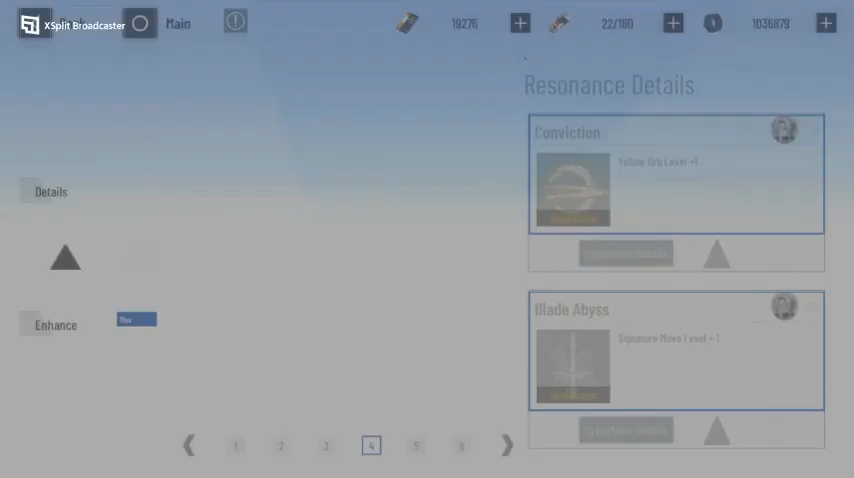 XSplit Broadcaster
Main
19276
22/160
1036879
Resonance Details
Conviction
Yellow Orb Level +1
Details
Blade Abyss
Signature Move Level +1
Enhance
Max
1 2 3 4 5 6